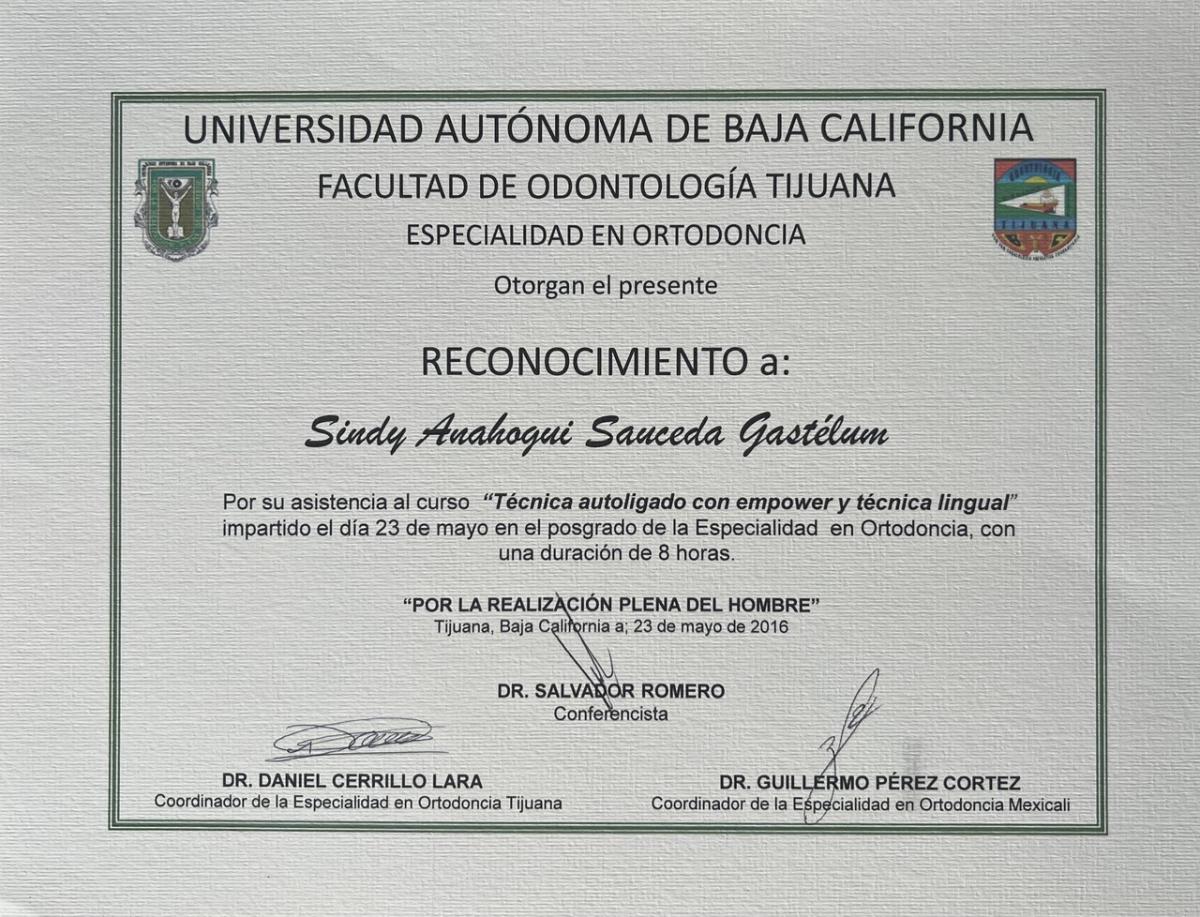 UNIVERSIDAD AUTÓNOMA DE BAJA CALIFORNIA
FACULTAD DE ODONTOLOGÍA TIJUANA
ESPECIALIDAD EN ORTODONCIA
ODONTOLOGIA
TIJUANA
Otorgan el presente
RECONOCIMIENTO a:
Sindy Anahogui Sauceda Gastélum
Por su asistencia al curso “Técnica autoligado con empower y técnica lingual”
impartido el día 23 de mayo en el posgrado de la Especialidad en Ortodoncia, con
una duración de 8 horas.
“POR LA REALIZACIÓN PLENA DEL HOMBRE”
Tijuana, Baja California a; 23 de mayo de 2016
DR. SALVADOR ROMERO
Conferencista
DR. DANIEL CERRILLO LARA
Coordinador de la Especialidad en Ortodoncia Tijuana
DR. GUILLERMO PÉREZ CORTEZ
Coordinador de la Especialidad en Ortodoncia Mexicali